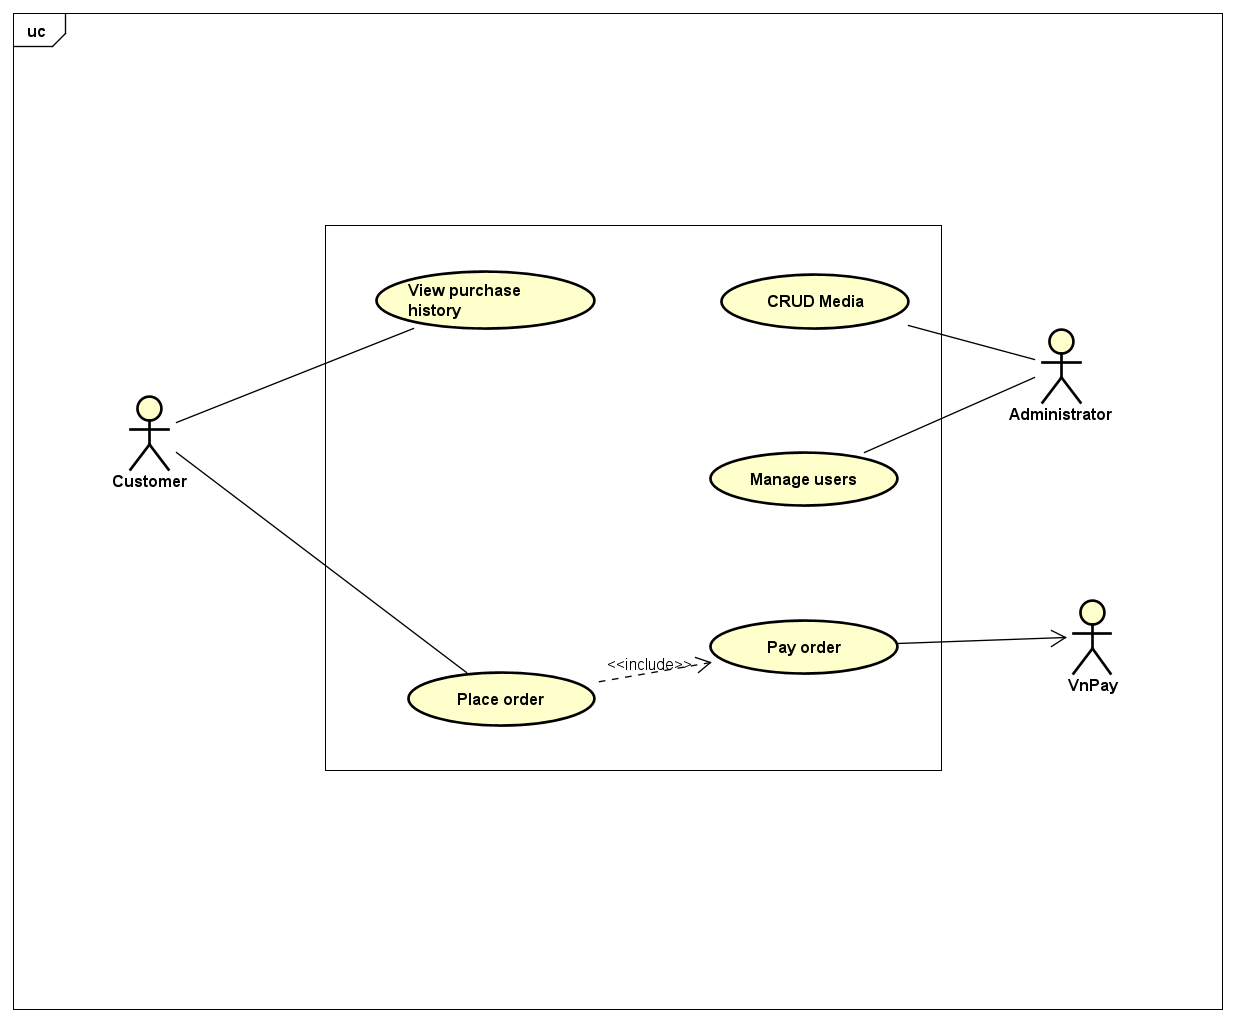 uc
View purchase
history
CRUD Media
Administrator
Customer
Manage users
Pay order
<<include>>
VnPay
Place order